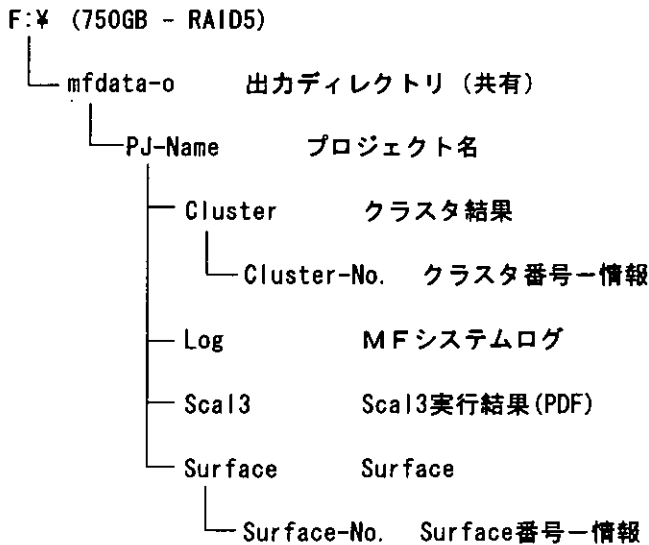 F:¥ (750GB - RAID5)
mfdata-o 出力ディレクトリ (共有)
PJ-Name プロジェクト名
Cluster クラスタ結果
Cluster-No. クラスタ番号ー情報
Log MFシステムログ
Scal3 Scal3実行結果(PDF)
Surface Surface
Surface-No. Surface番号ー情報